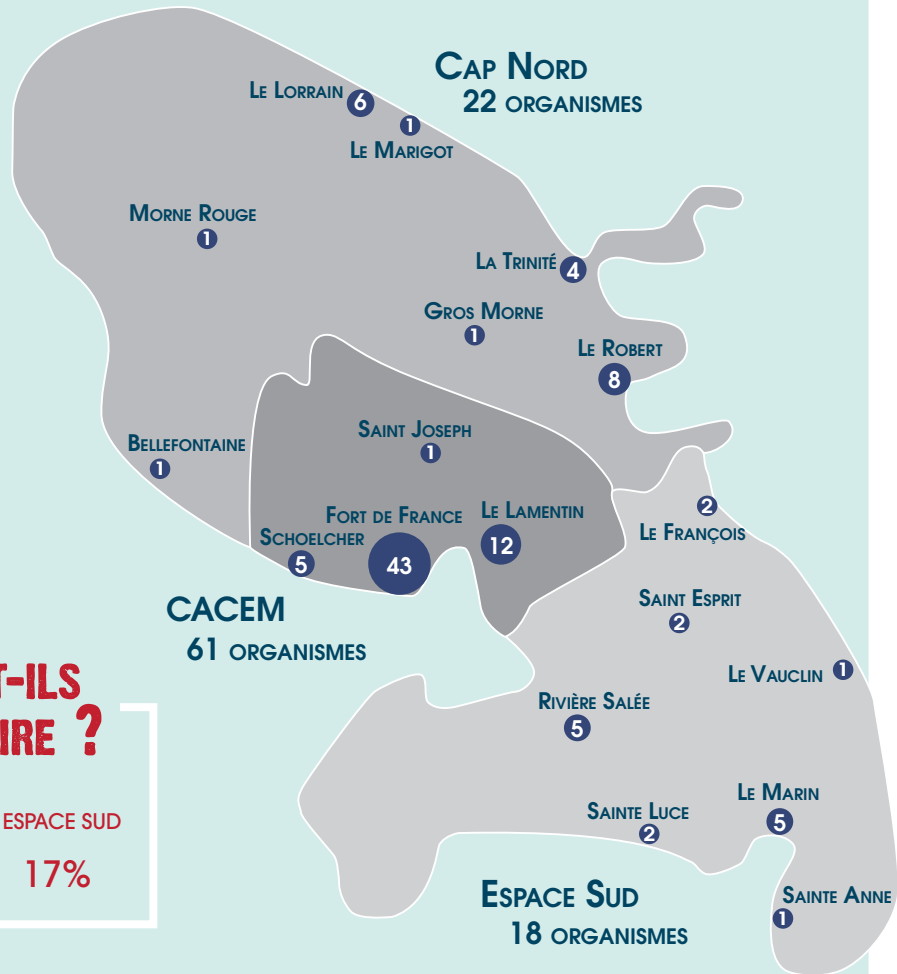 Cap Nord
22 organismes
Le Lorrain
6
1
Le Marigot
Morne Rouge
1
La Trinité
4
Gros Morne
1
Le Robert
8
Bellefontaine
1
Saint Joseph
1
Fort de France
43
Le Lamentin
12
Schoelcher
5
CACEM
61 organismes
2
Le François
Saint Esprit
2
Le Vauclin
1
Rivière Salée
5
Sainte Luce
2
Le Marin
5
Sainte Anne
1
Espace Sud
18 organismes
T-ILS
IRE ?
ESPACE SUD
17%